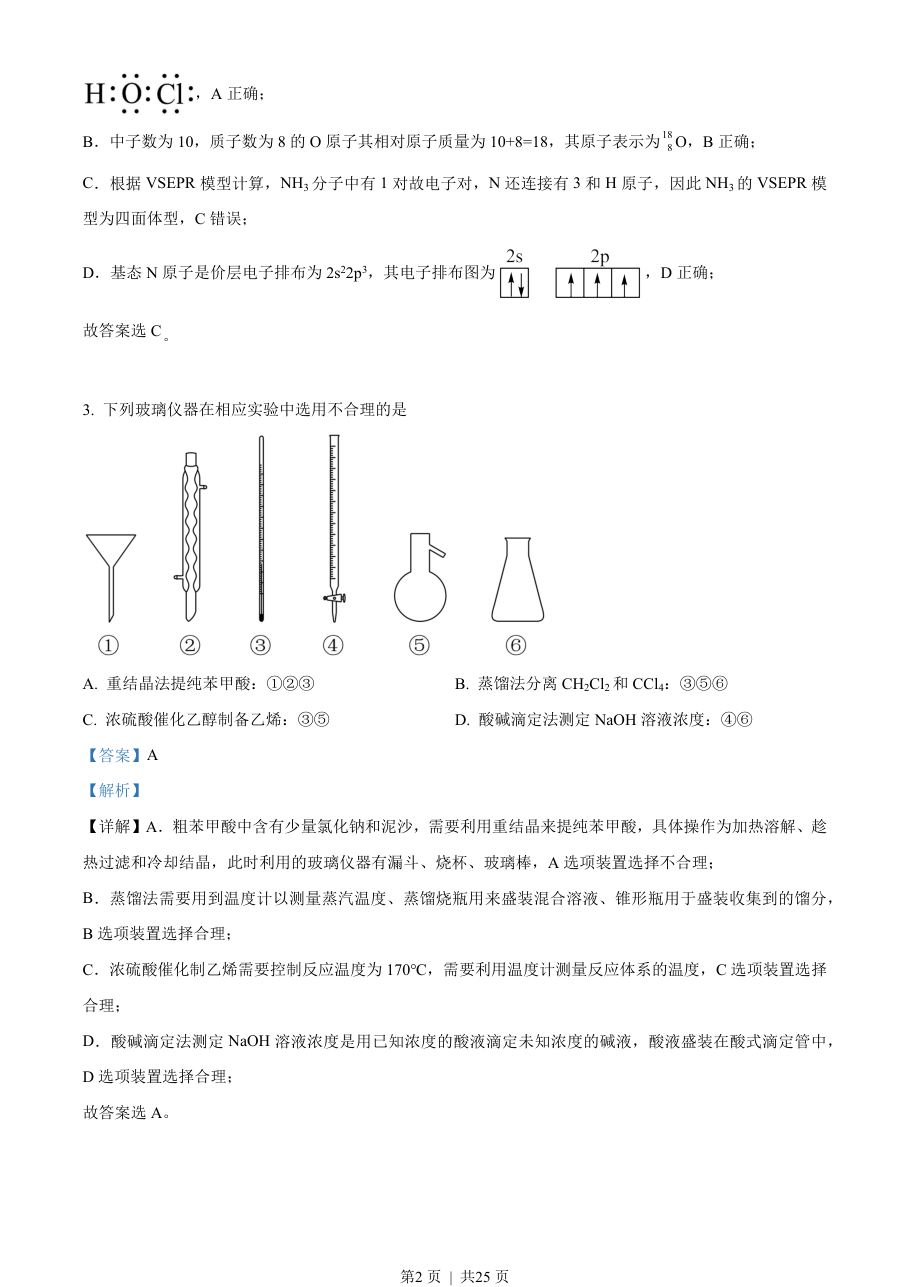 H:O:Cl:，A 正确；
B．中子数为 10，质子数为 8 的 O 原子其相对原子质量为 10+8=18，其原子表示为 ¹⁸₈O，B 正确；
C．根据 VSEPR 模型计算，NH₃ 分子中有 1 对故电子对，N 还连接有 3 和 H 原子，因此 NH₃ 的 VSEPR 模
型为四面体型，C 错误；
2s 2p
D．基态 N 原子是价层电子排布为 2s²2p³，其电子排布图为 ↑↓ ↑ ↑ ↑ ，D 正确；
故答案选 C。
3. 下列玻璃仪器在相应实验中选用不合理的是
① ② ③ ④ ⑤ ⑥
A. 重结晶法提纯苯甲酸：①②③ B. 蒸馏法分离 CH₂Cl₂ 和 CCl₄：③⑤⑥
C. 浓硫酸催化乙醇制备乙烯：③⑤ D. 酸碱滴定法测定 NaOH 溶液浓度：④⑥
【答案】A
【解析】
【详解】A．粗苯甲酸中含有少量氯化钠和泥沙，需要利用重结晶来提纯苯甲酸，具体操作为加热溶解、趁
热过滤和冷却结晶，此时利用的玻璃仪器有漏斗、烧杯、玻璃棒，A 选项装置选择不合理；
B．蒸馏法需要用到温度计以测量蒸汽温度、蒸馏烧瓶用来盛装混合溶液、锥形瓶用于盛装收集到的馏分，
B 选项装置选择合理；
C．浓硫酸催化制乙烯需要控制反应温度为 170℃，需要利用温度计测量反应体系的温度，C 选项装置选择
合理；
D．酸碱滴定法测定 NaOH 溶液浓度是用已知浓度的酸液滴定未知浓度的碱液，酸液盛装在酸式滴定管中，
D 选项装置选择合理；
故答案选 A。
第2页 | 共25页